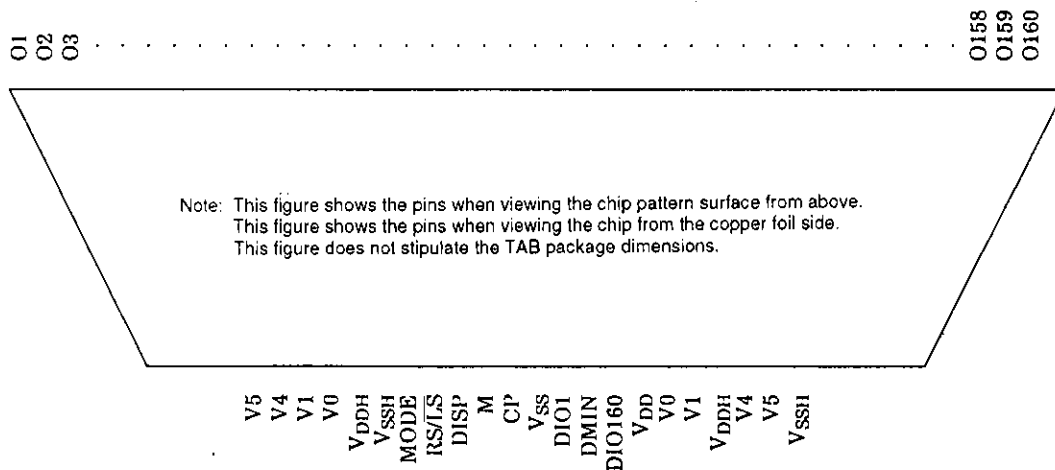 O1 O2 O3 . . . . . . . . . . . . . . . . . . . . . . . . . . . . . . . . . . O158 O159 O160
Note: This figure shows the pins when viewing the chip pattern surface from above.
This figure shows the pins when viewing the chip from the copper foil side.
This figure does not stipulate the TAB package dimensions.
V5 V4 V1 V0 VDDH VSSH MODE RS/L̅S̅ DISP M CP VSS DIO1 DMIN DIO160 VDD V0 V1 VDDH V4 V5 VSSH